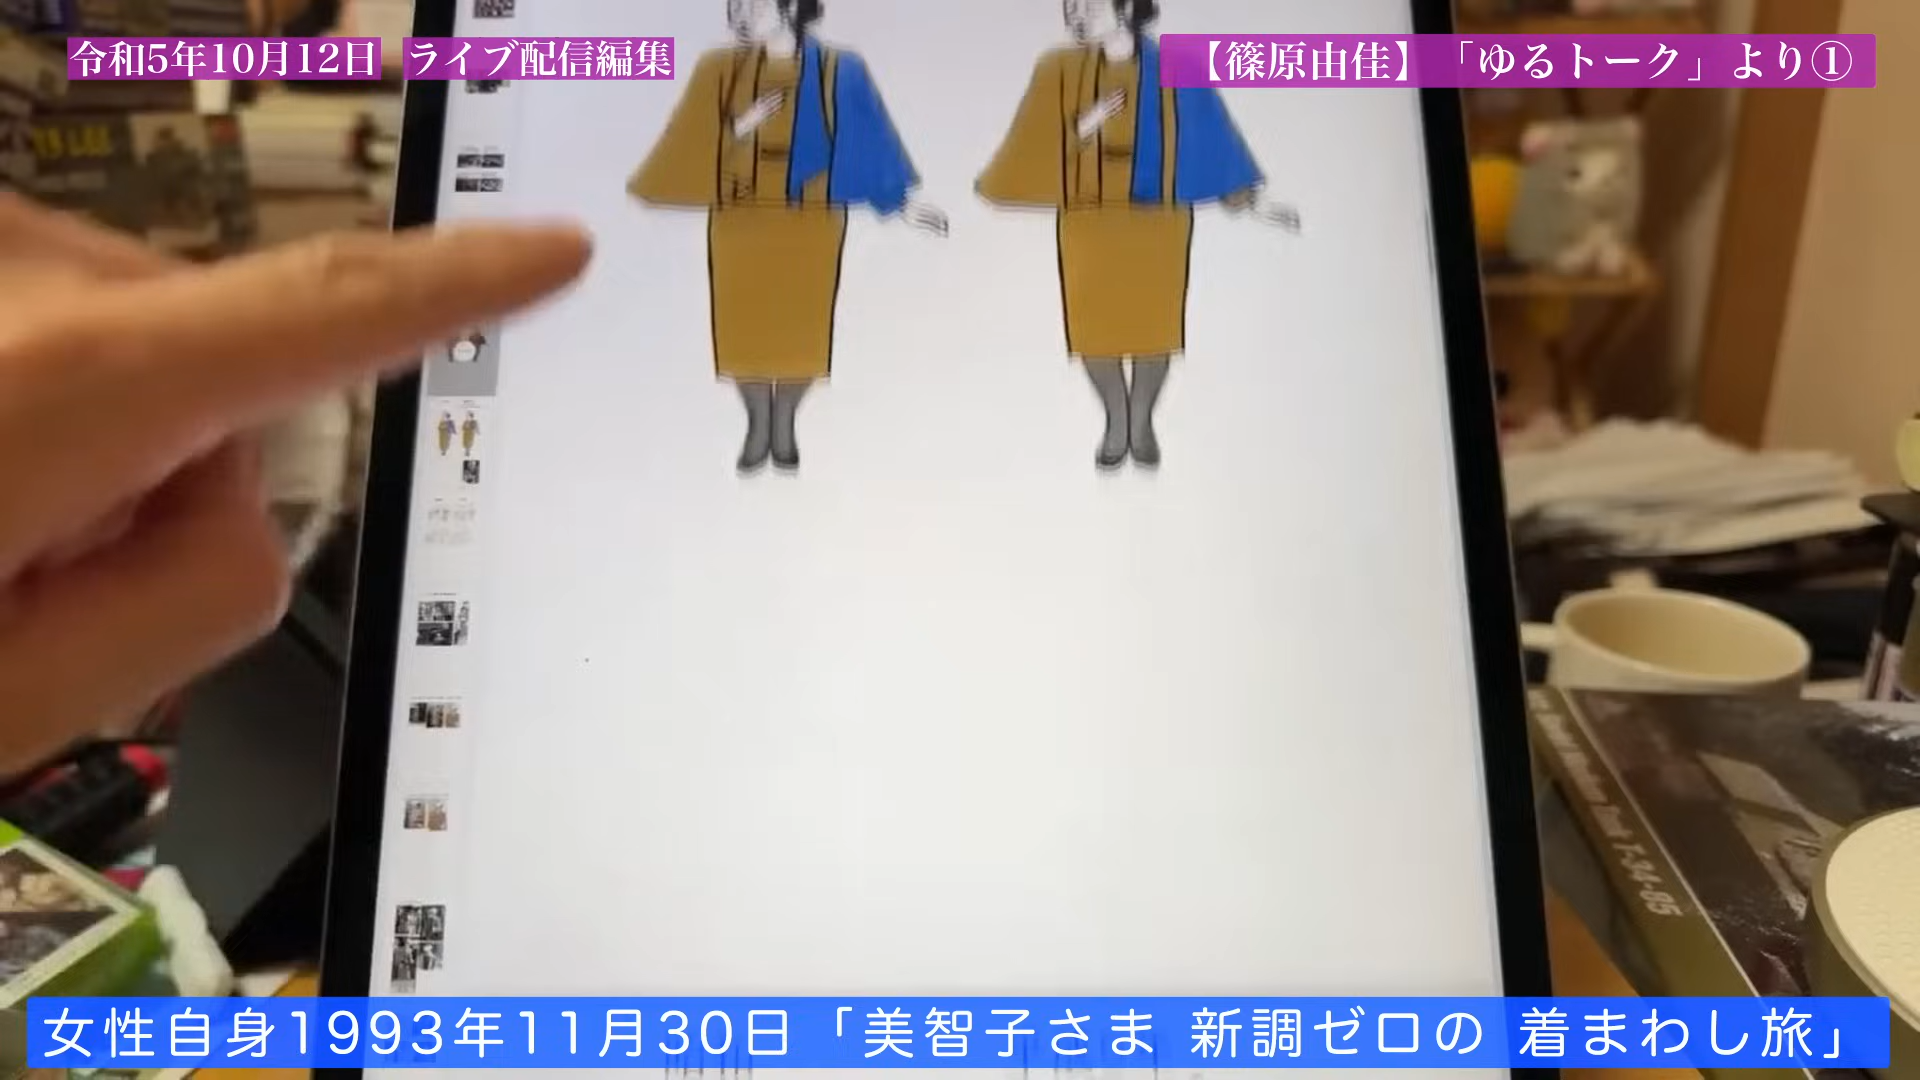 令和5年10月12日 ライブ配信編集
【篠原由佳】「ゆるトーク」より①
女性自身1993年11月30日「美智子さま 新調ゼロの 着まわし旅」